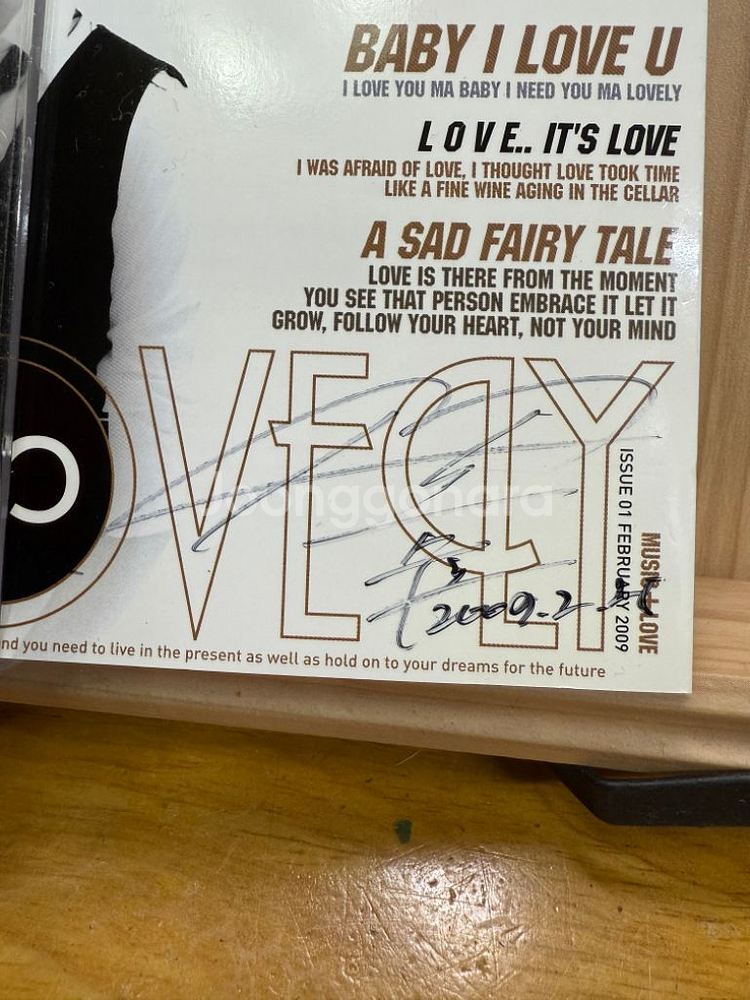 BABY I LOVE U
I LOVE YOU MA BABY I NEED YOU MA LOVELY
L O V E.. IT'S LOVE
I WAS AFRAID OF LOVE, I THOUGHT LOVE TOOK TIME
LIKE A FINE WINE AGING IN THE CELLAR
A SAD FAIRY TALE
LOVE IS THERE FROM THE MOMENT
YOU SEE THAT PERSON EMBRACE IT LET IT
GROW, FOLLOW YOUR HEART, NOT YOUR MIND
OVELY
joonggonara
2009.2.
ISSUE 01 FEBRUARY 2009
MUSIC + LOVE
nd you need to live in the present as well as hold on to your dreams for the future